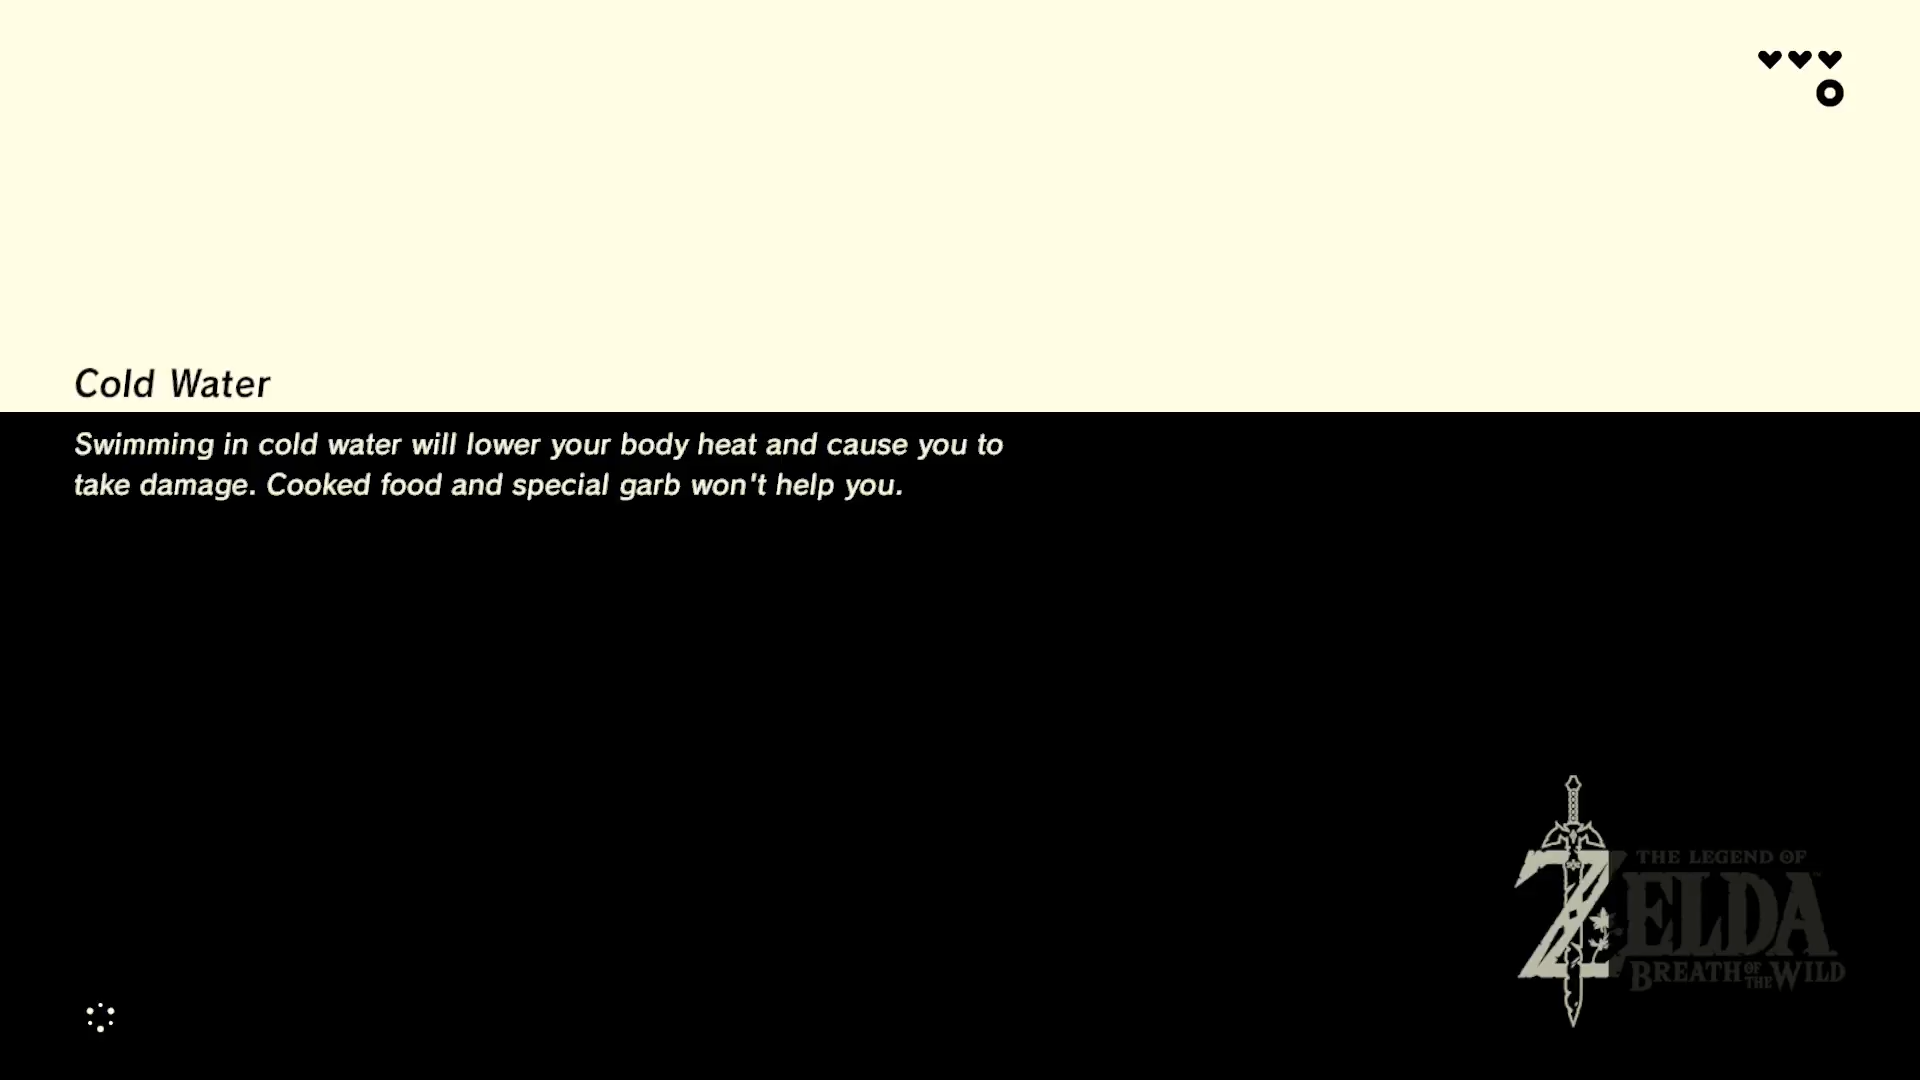 Cold Water
Swimming in cold water will lower your body heat and cause you to
take damage. Cooked food and special garb won't help you.
THE LEGEND OF
ZELDA
BREATH OF THE WILD